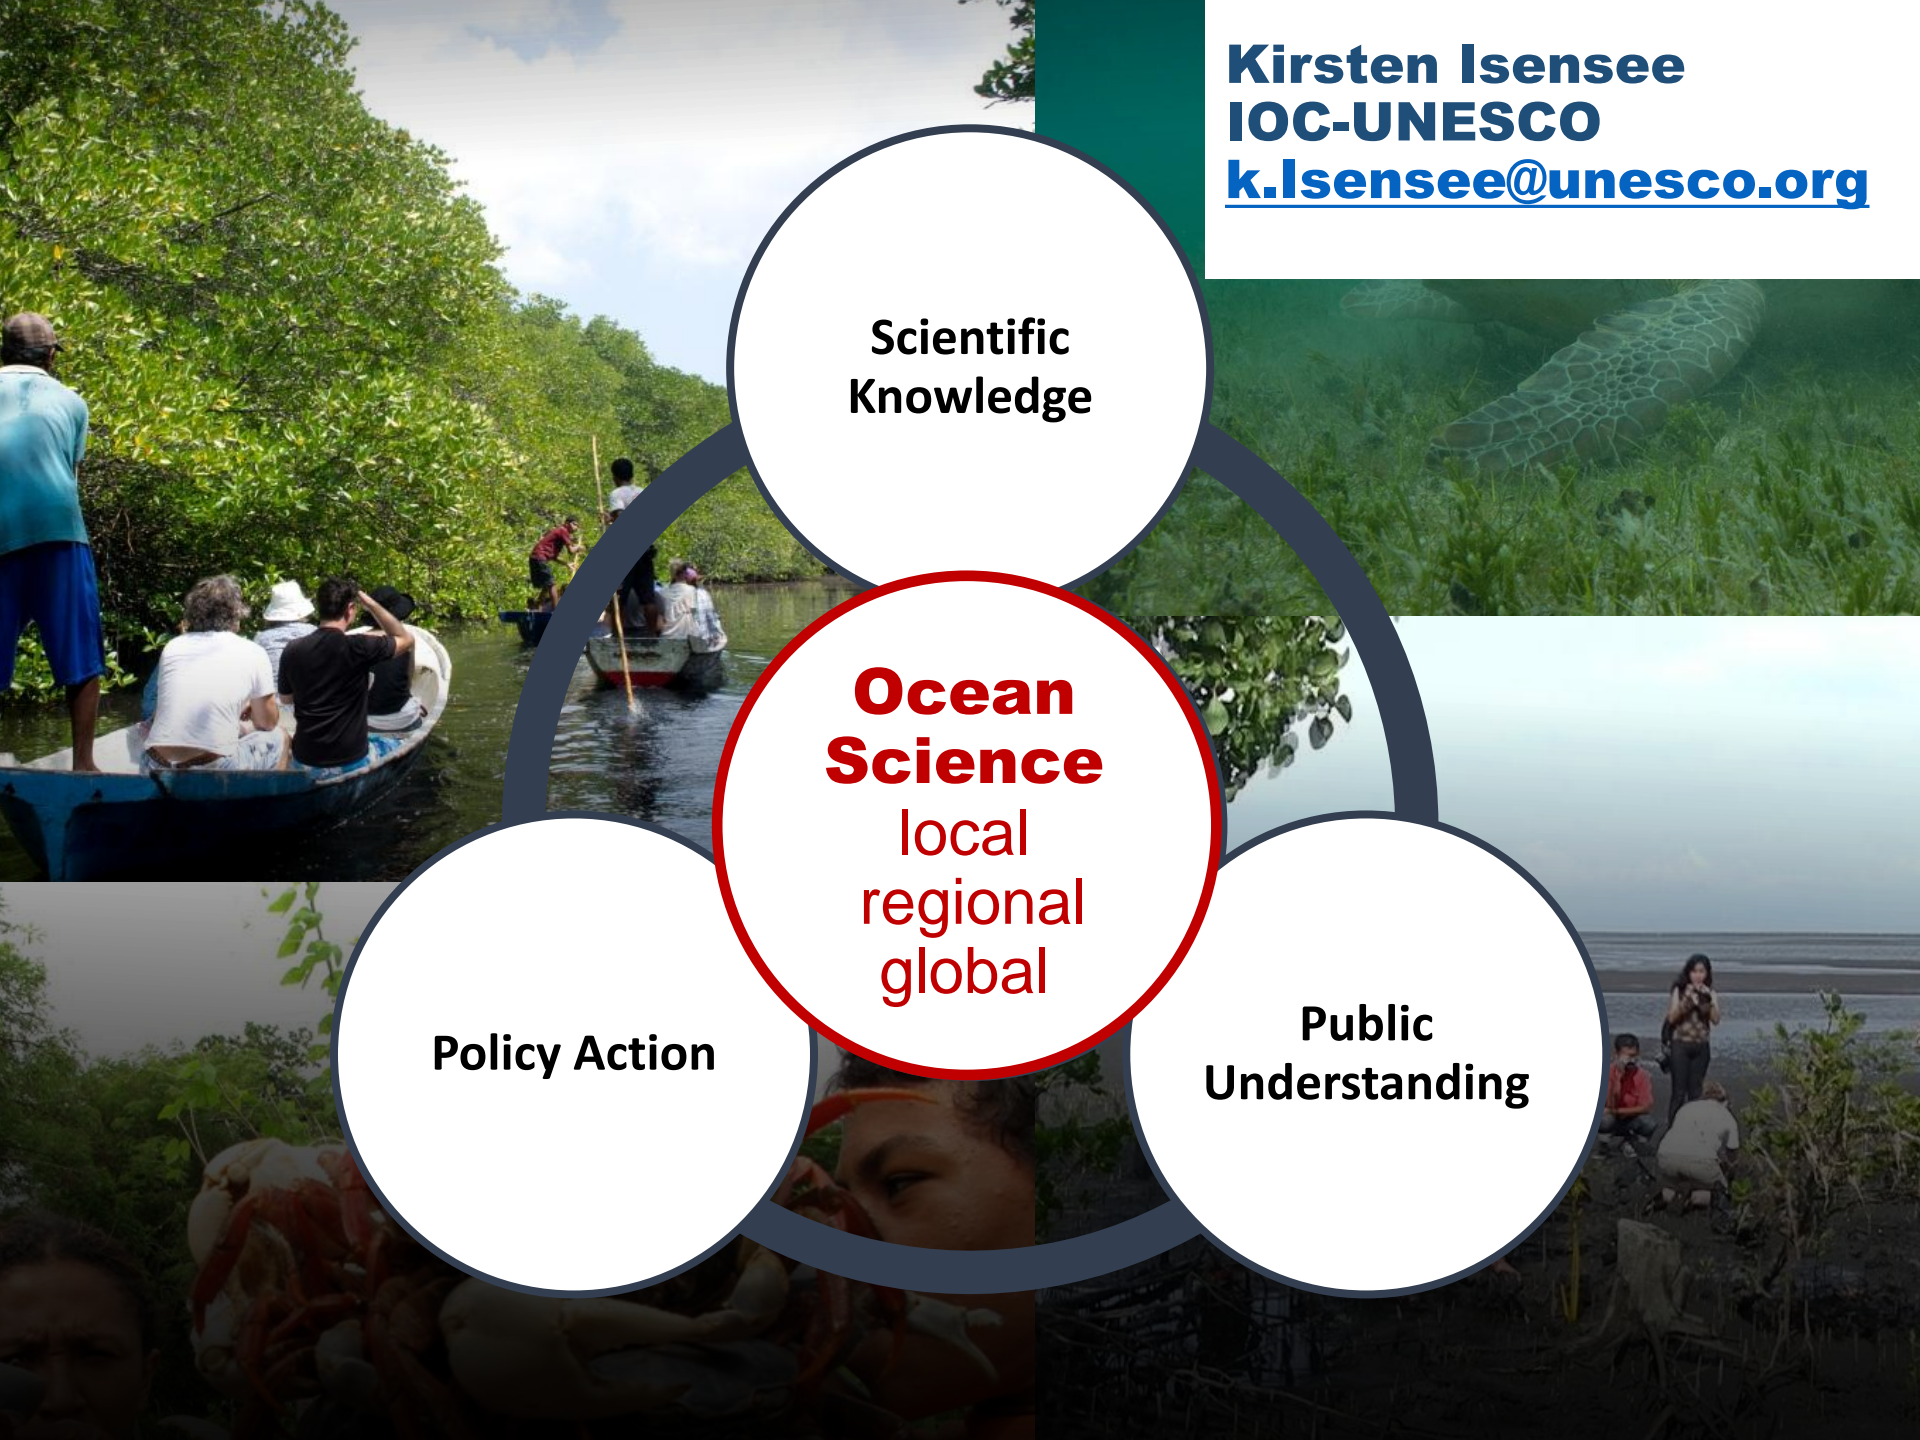 Kirsten Isensee
IOC-UNESCO
k.Isensee@unesco.org
Scientific
Knowledge
Ocean
Science
local
regional
global
Policy Action
Public
Understanding